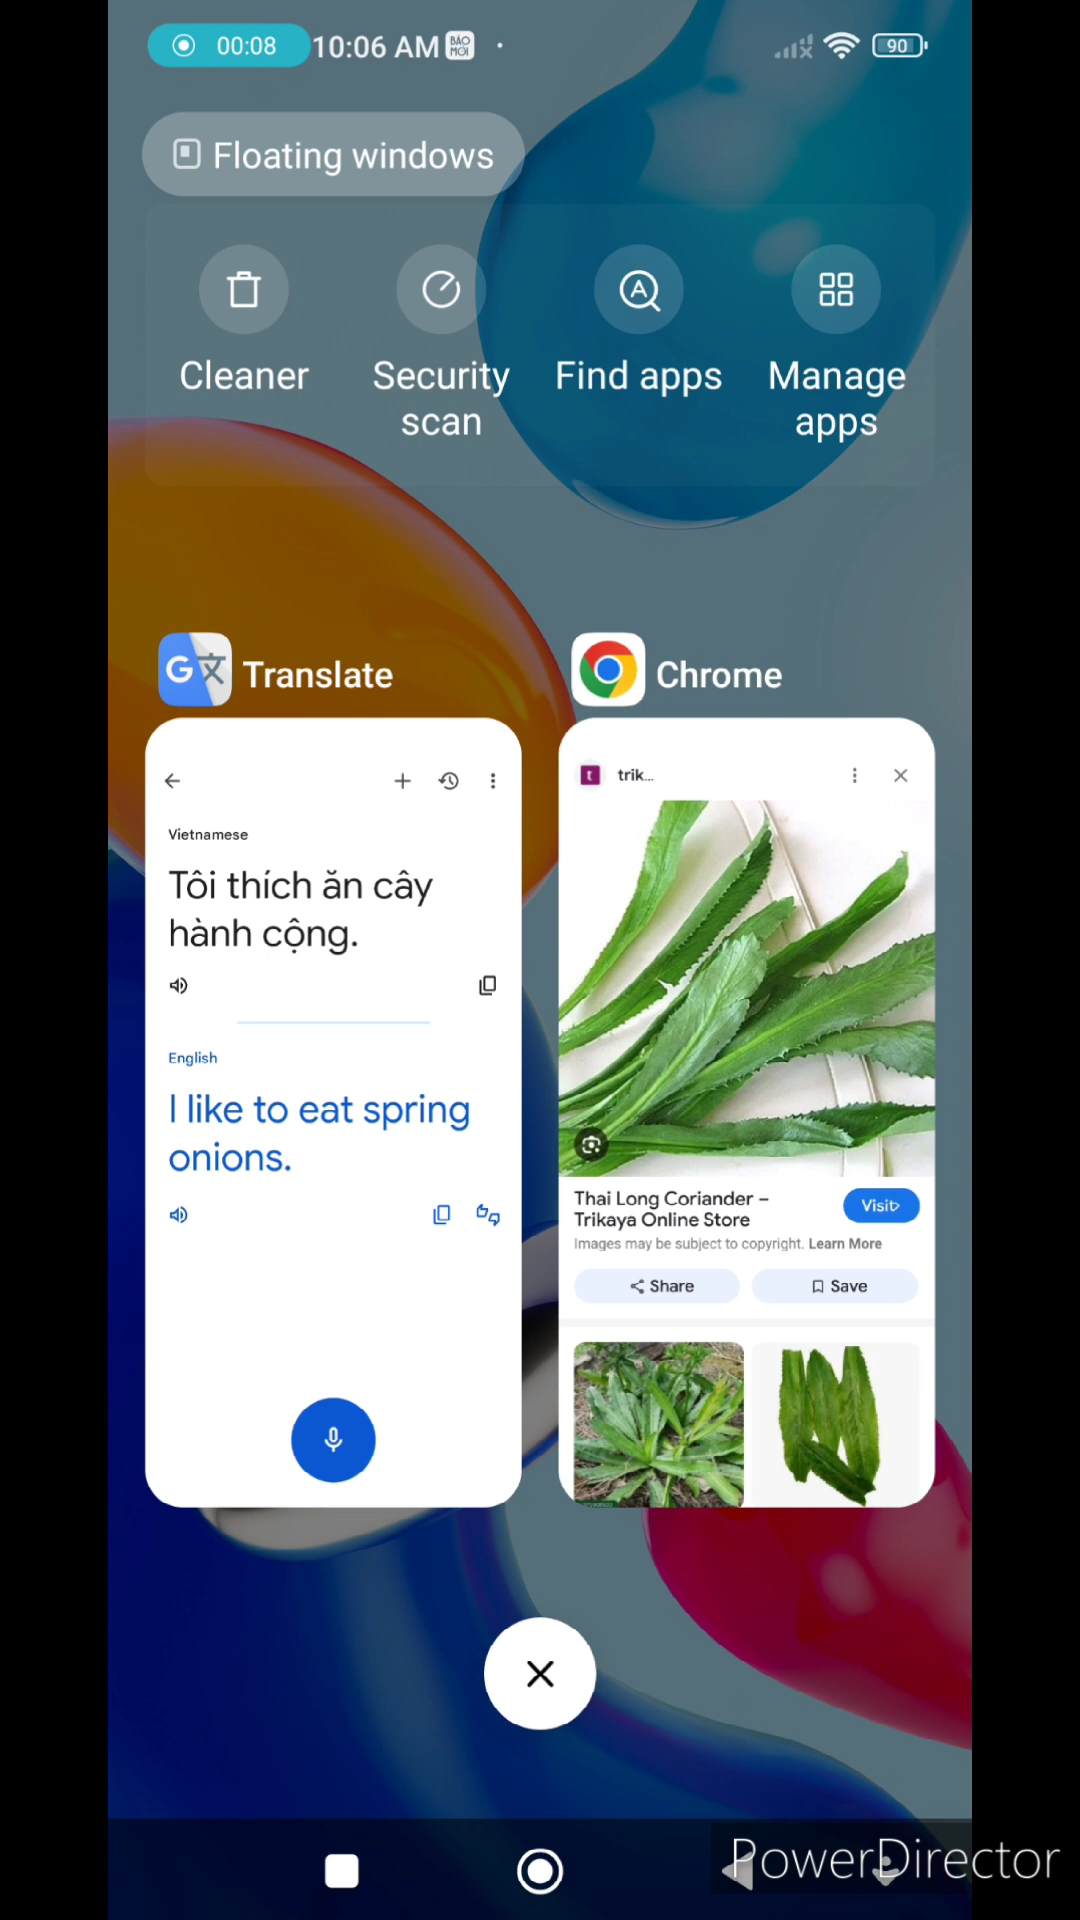 00:08 10:06 AM BÁO MỚI 90
Floating windows
Cleaner
Security scan
Find apps
Manage apps
Translate
Chrome
Vietnamese
Tôi thích ăn cây
hành cộng.
English
I like to eat spring
onions.
t trik...
Thai Long Coriander –
Trikaya Online Store
Visit
Images may be subject to copyright. Learn More
Share
Save
PowerDirector